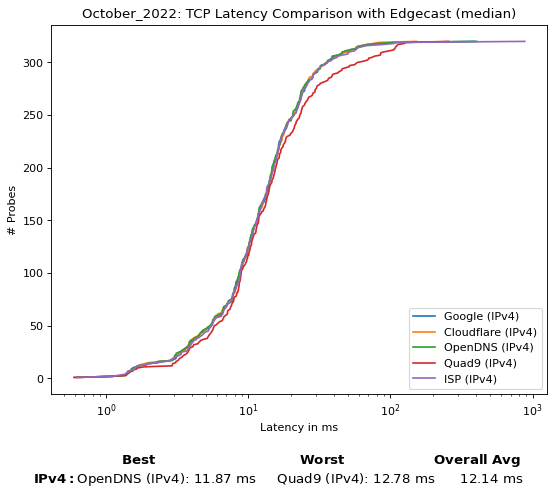 October_2022: TCP Latency Comparison with Edgecast (median)
# Probes
300
250
200
150
100
50
0
10⁰ 10¹ 10² 10³
Latency in ms
Google (IPv4)
Cloudflare (IPv4)
OpenDNS (IPv4)
Quad9 (IPv4)
ISP (IPv4)
Best Worst Overall Avg
IPv4: OpenDNS (IPv4): 11.87 ms Quad9 (IPv4): 12.78 ms 12.14 ms